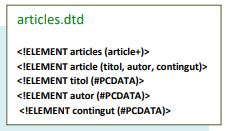 articles.dtd
<!ELEMENT articles (article+)>
<!ELEMENT article (titol, autor, contingut)>
<!ELEMENT titol (#PCDATA)>
<!ELEMENT autor (#PCDATA)>
<!ELEMENT contingut (#PCDATA)>